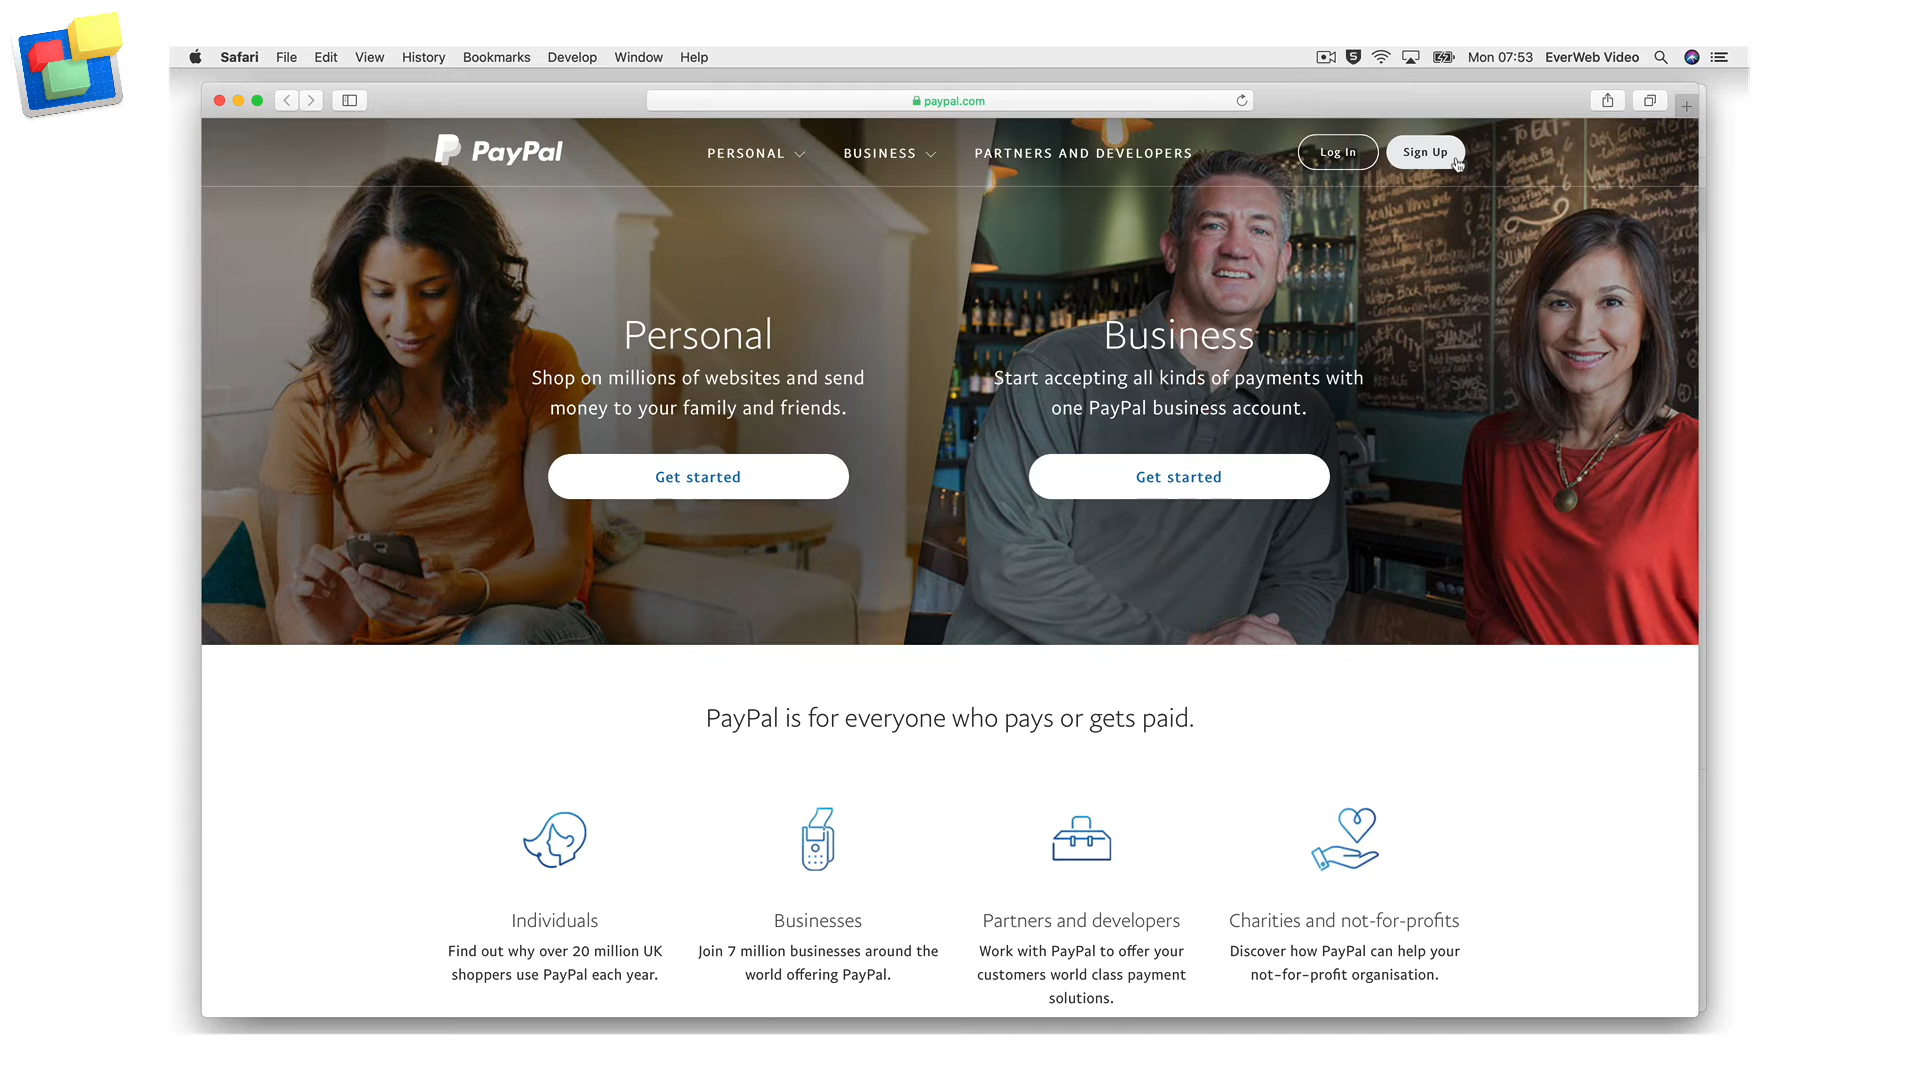 Safari File Edit View History Bookmarks Develop Window Help Mon 07:53 EverWeb Video
paypal.com
PayPal PERSONAL BUSINESS PARTNERS AND DEVELOPERS Log In Sign Up
TO EAT
Personal
Shop on millions of websites and send
money to your family and friends.
Get started
Business
Start accepting all kinds of payments with
one PayPal business account.
Get started
PayPal is for everyone who pays or gets paid.
Individuals
Find out why over 20 million UK
shoppers use PayPal each year.
Businesses
Join 7 million businesses around the
world offering PayPal.
Partners and developers
Work with PayPal to offer your
customers world class payment
solutions.
Charities and not-for-profits
Discover how PayPal can help your
not-for-profit organisation.